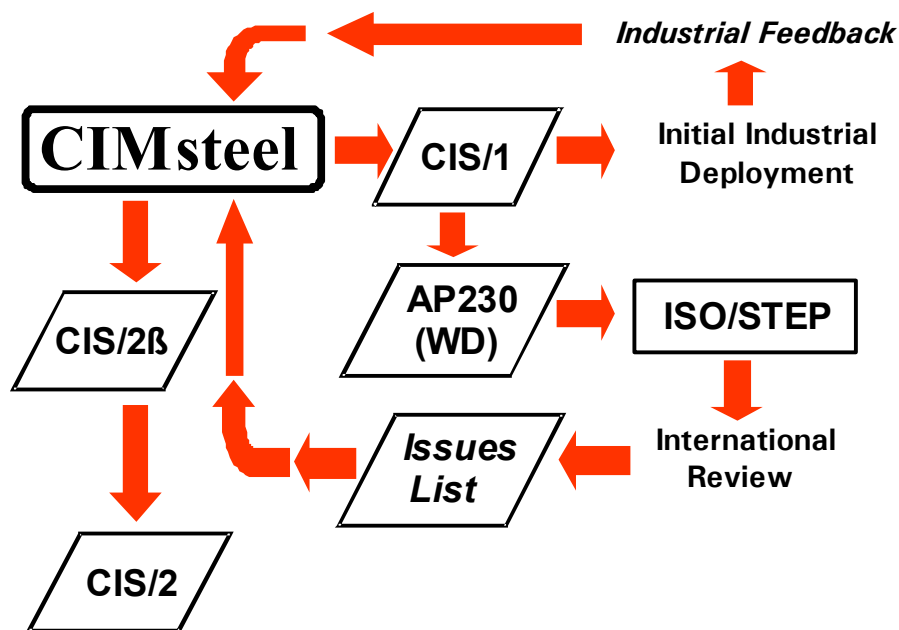 Industrial Feedback
CIMsteel
CIS/1
Initial Industrial
Deployment
CIS/2ß
AP230
(WD)
ISO/STEP
Issues
List
International
Review
CIS/2